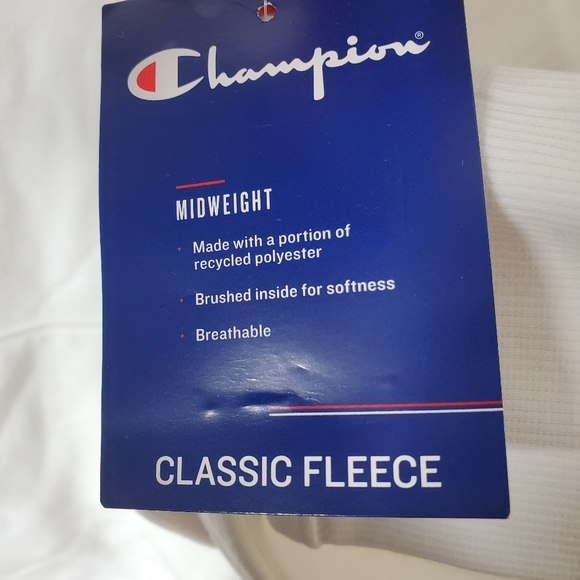 Champion®
MIDWEIGHT
• Made with a portion of
recycled polyester
• Brushed inside for softness
• Breathable
CLASSIC FLEECE